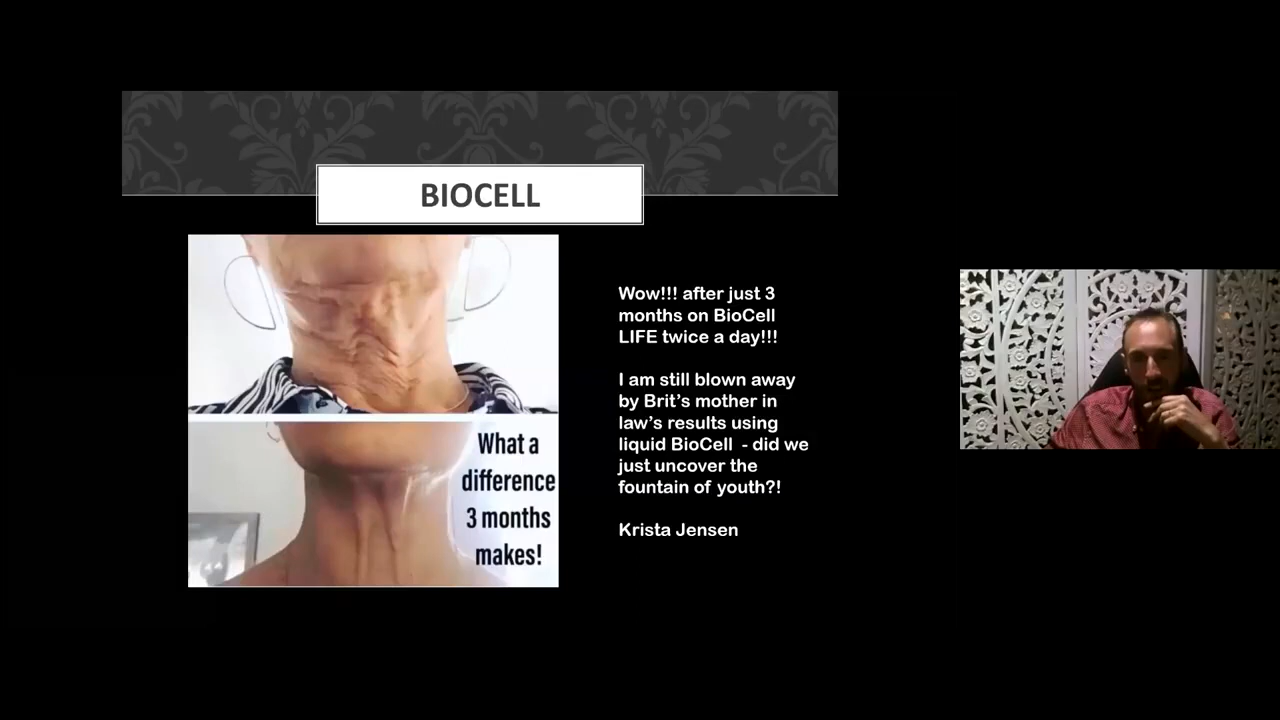 BIOCELL
What a
difference
3 months
makes!
Wow!!! after just 3
months on BioCell
LIFE twice a day!!!
I am still blown away
by Brit's mother in
law's results using
liquid BioCell - did we
just uncover the
fountain of youth?!
Krista Jensen